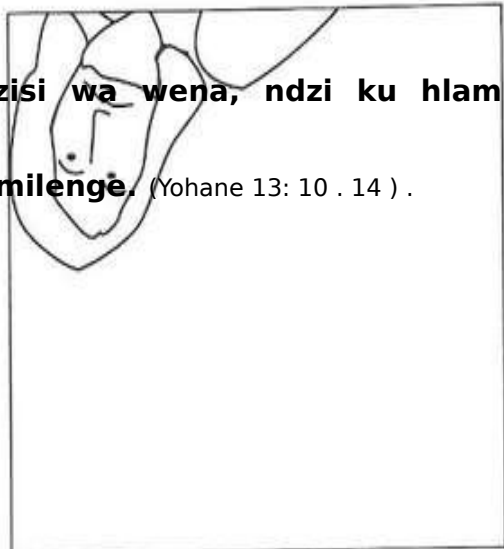 zisi wa wena, ndzi ku hlam
milenge. (Yohane 13: 10 . 14 ) .